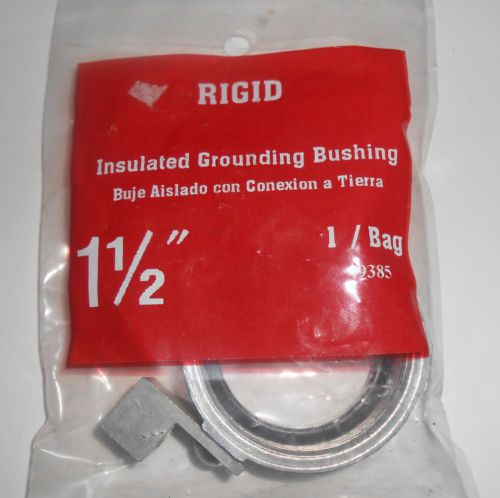 RIGID
Insulated Grounding Bushing
Buje Aislado con Conexion a Tierra
1½"
1 / Bag